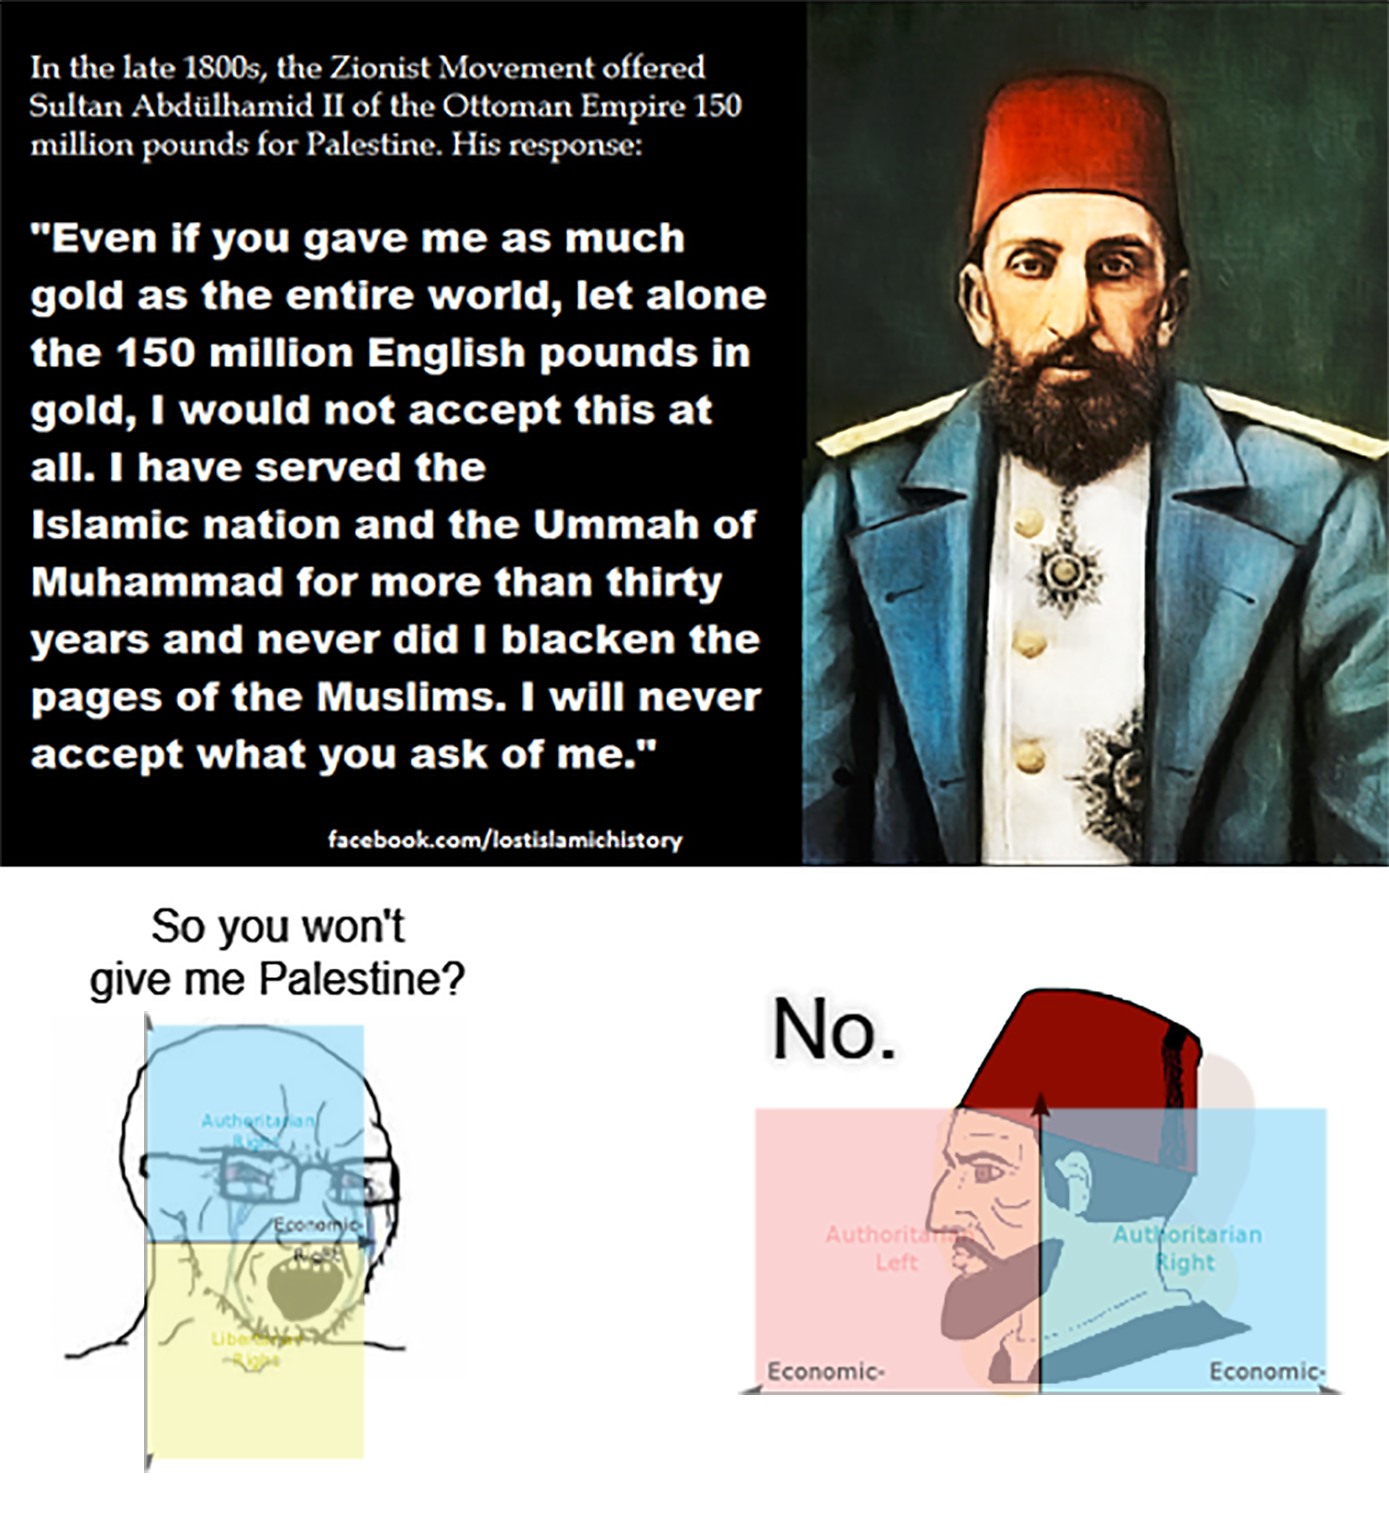 In the late 1800s, the Zionist Movement offered
Sultan Abdülhamid II of the Ottoman Empire 150
million pounds for Palestine. His response:
"Even if you gave me as much
gold as the entire world, let alone
the 150 million English pounds in
gold, I would not accept this at
all. I have served the
Islamic nation and the Ummah of
Muhammad for more than thirty
years and never did I blacken the
pages of the Muslims. I will never
accept what you ask of me."
facebook.com/lostislamichistory
So you won't
give me Palestine?
Authoritarian
Right
Economic-
Right
Libertarian
Right
No.
Authoritarian
Left
Authoritarian
Right
Economic-
Economic-